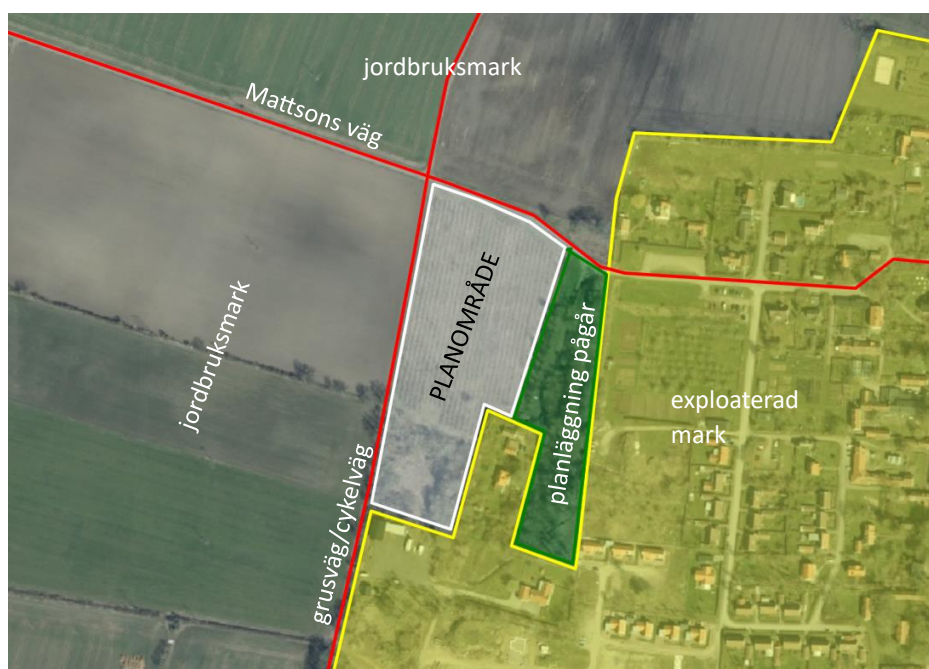 jordbruksmark
Mattsons väg
PLANOMRÅDE
planläggning pågår
jordbruksmark
exploaterad
mark
grusväg/cykelväg